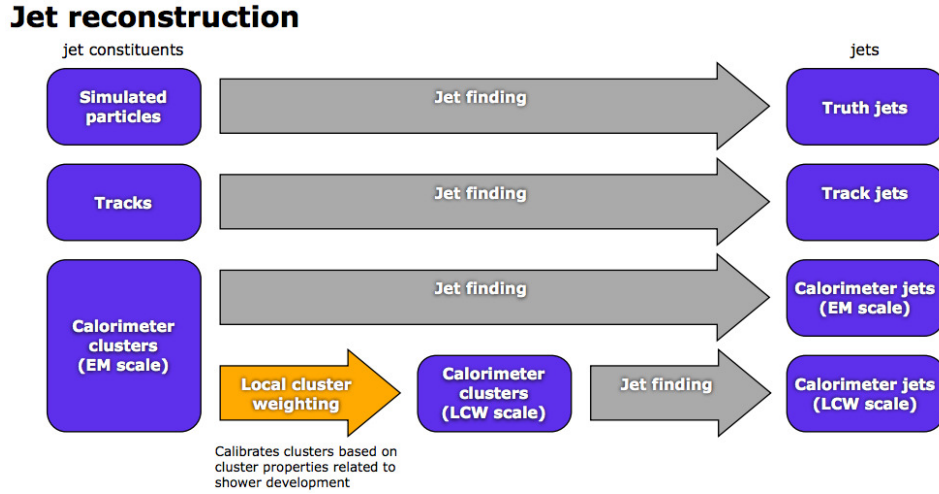 Jet reconstruction
jet constituents
jets
Simulated
particles
Jet finding
Truth jets
Tracks
Jet finding
Track jets
Calorimeter
clusters
(EM scale)
Jet finding
Calorimeter jets
(EM scale)
Local cluster
weighting
Calorimeter
clusters
(LCW scale)
Jet finding
Calorimeter jets
(LCW scale)
Calibrates clusters based on
cluster properties related to
shower development